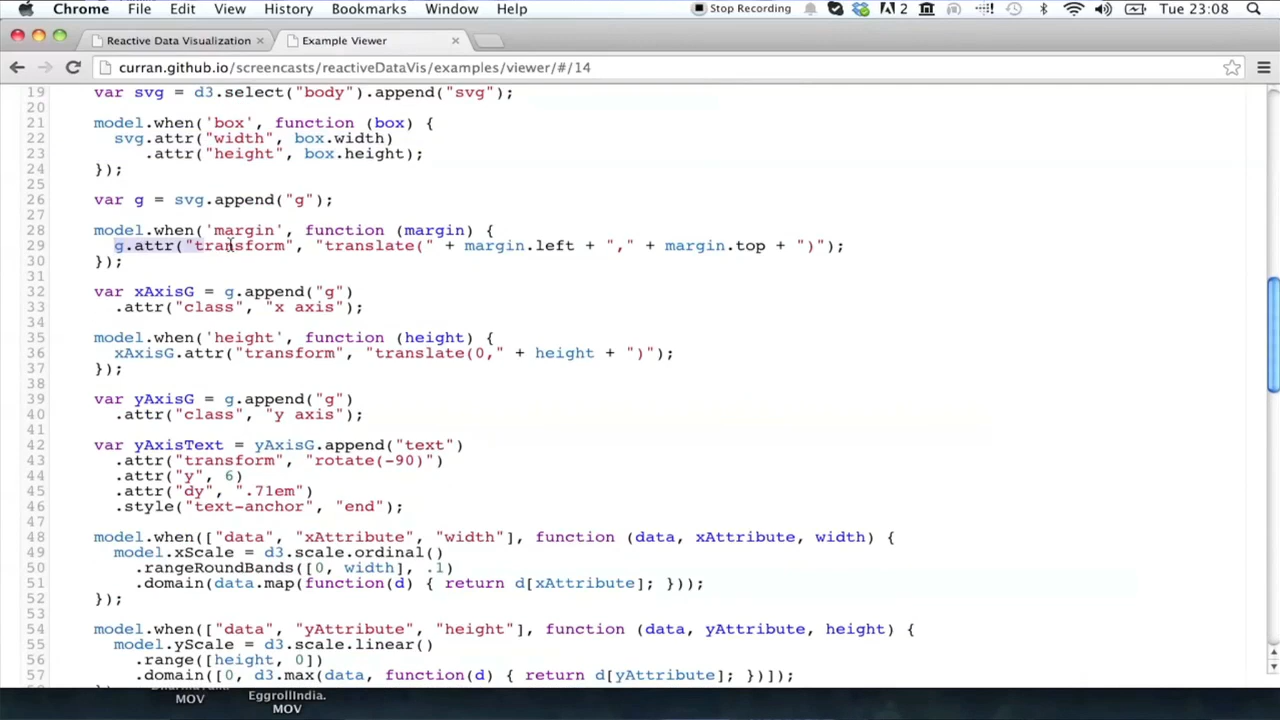 Chrome File Edit View History Bookmarks Window Help Stop Recording 2 Tue 23:08
Reactive Data Visualization Example Viewer
curran.github.io/screencasts/reactiveDataVis/examples/viewer/#/14
19 var svg = d3.select("body").append("svg");
20
21 model.when('box', function (box) {
22 svg.attr("width", box.width)
23 .attr("height", box.height);
24 });
25
26 var g = svg.append("g");
27
28 model.when('margin', function (margin) {
29 g.attr("transform", "translate(" + margin.left + "," + margin.top + ")");
30 });
31
32 var xAxisG = g.append("g")
33 .attr("class", "x axis");
34
35 model.when('height', function (height) {
36 xAxisG.attr("transform", "translate(0," + height + ")");
37 });
38
39 var yAxisG = g.append("g")
40 .attr("class", "y axis");
41
42 var yAxisText = yAxisG.append("text")
43 .attr("transform", "rotate(-90)")
44 .attr("y", 6)
45 .attr("dy", ".71em")
46 .style("text-anchor", "end");
47
48 model.when(["data", "xAttribute", "width"], function (data, xAttribute, width) {
49 model.xScale = d3.scale.ordinal()
50 .rangeRoundBands([0, width], .1)
51 .domain(data.map(function(d) { return d[xAttribute]; }));
52 });
53
54 model.when(["data", "yAttribute", "height"], function (data, yAttribute, height) {
55 model.yScale = d3.scale.linear()
56 .range([height, 0])
57 .domain([0, d3.max(data, function(d) { return d[yAttribute]; })]);
MOV
EggrollIndia.
MOV